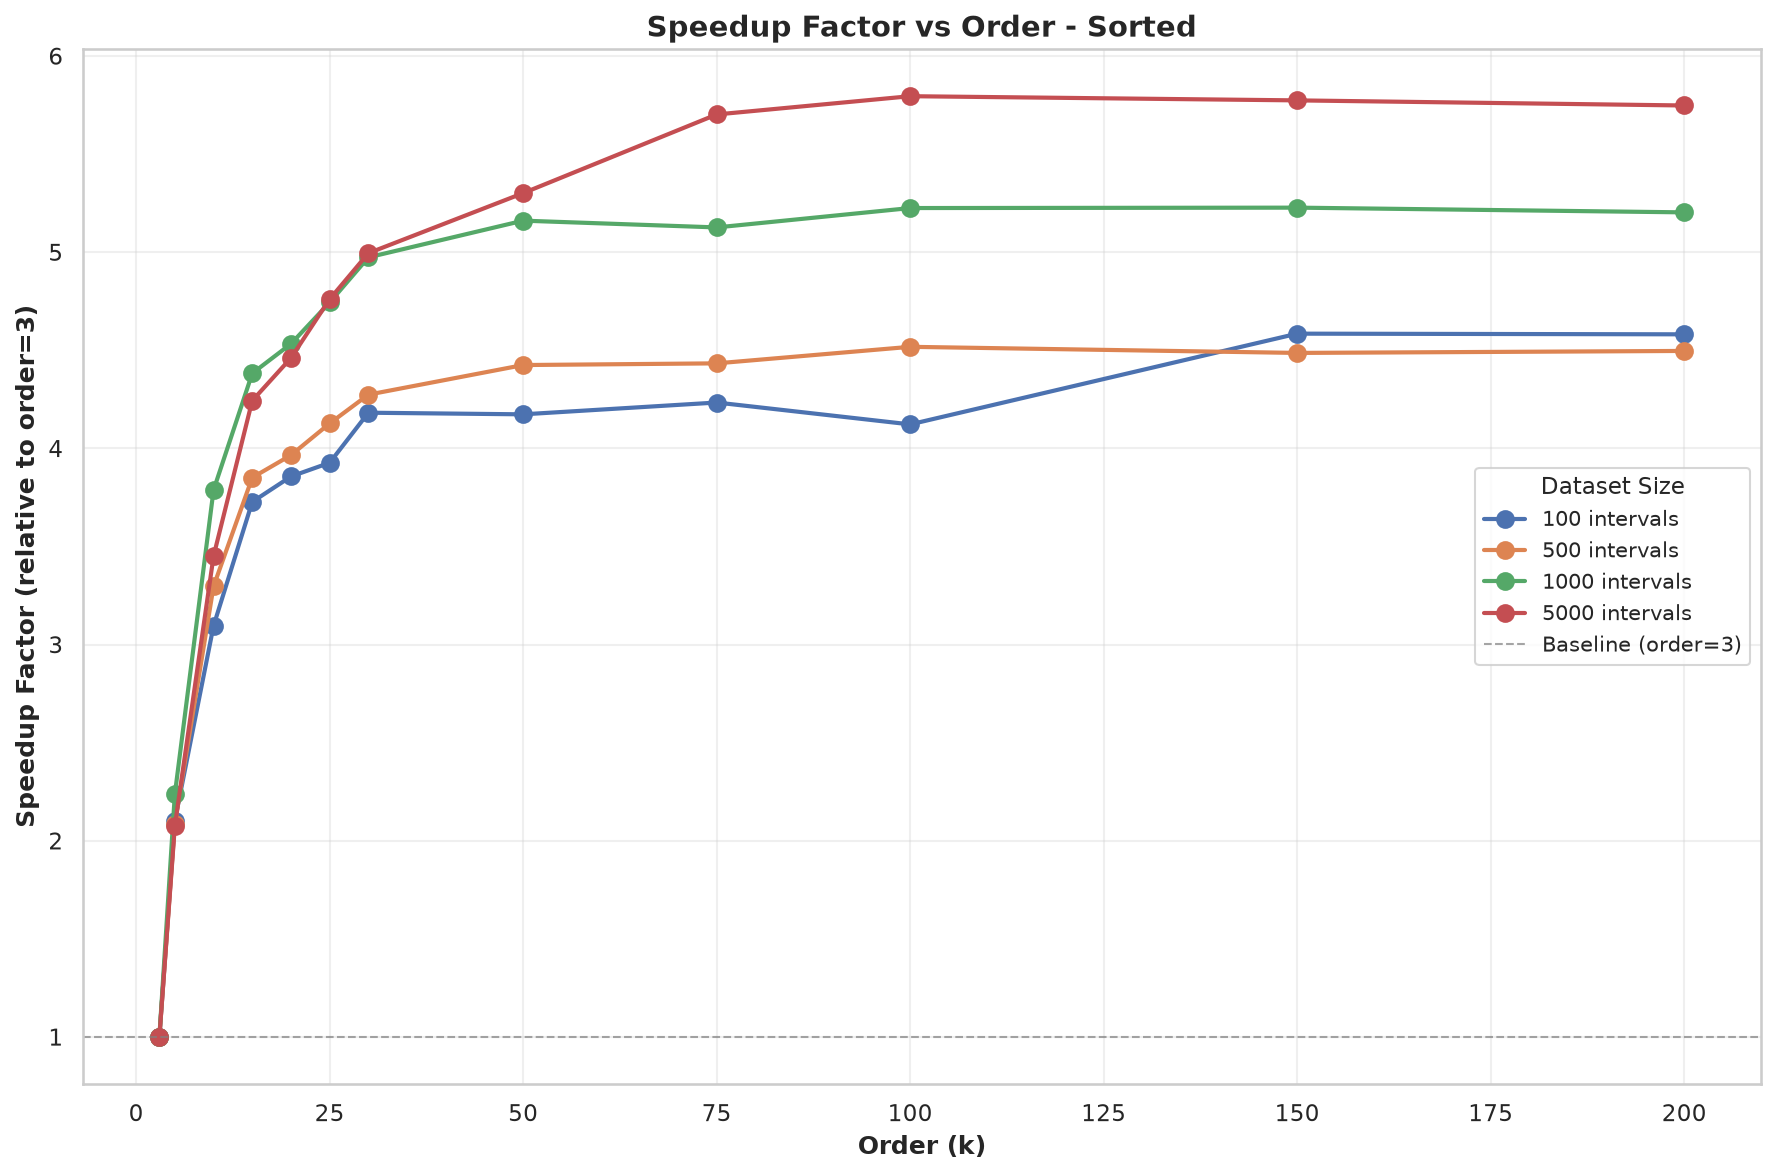 Speedup Factor vs Order - Sorted
Speedup Factor (relative to order=3)
6
5
4
3
2
1
Dataset Size
100 intervals
500 intervals
1000 intervals
5000 intervals
Baseline (order=3)
0 25 50 75 100 125 150 175 200
Order (k)